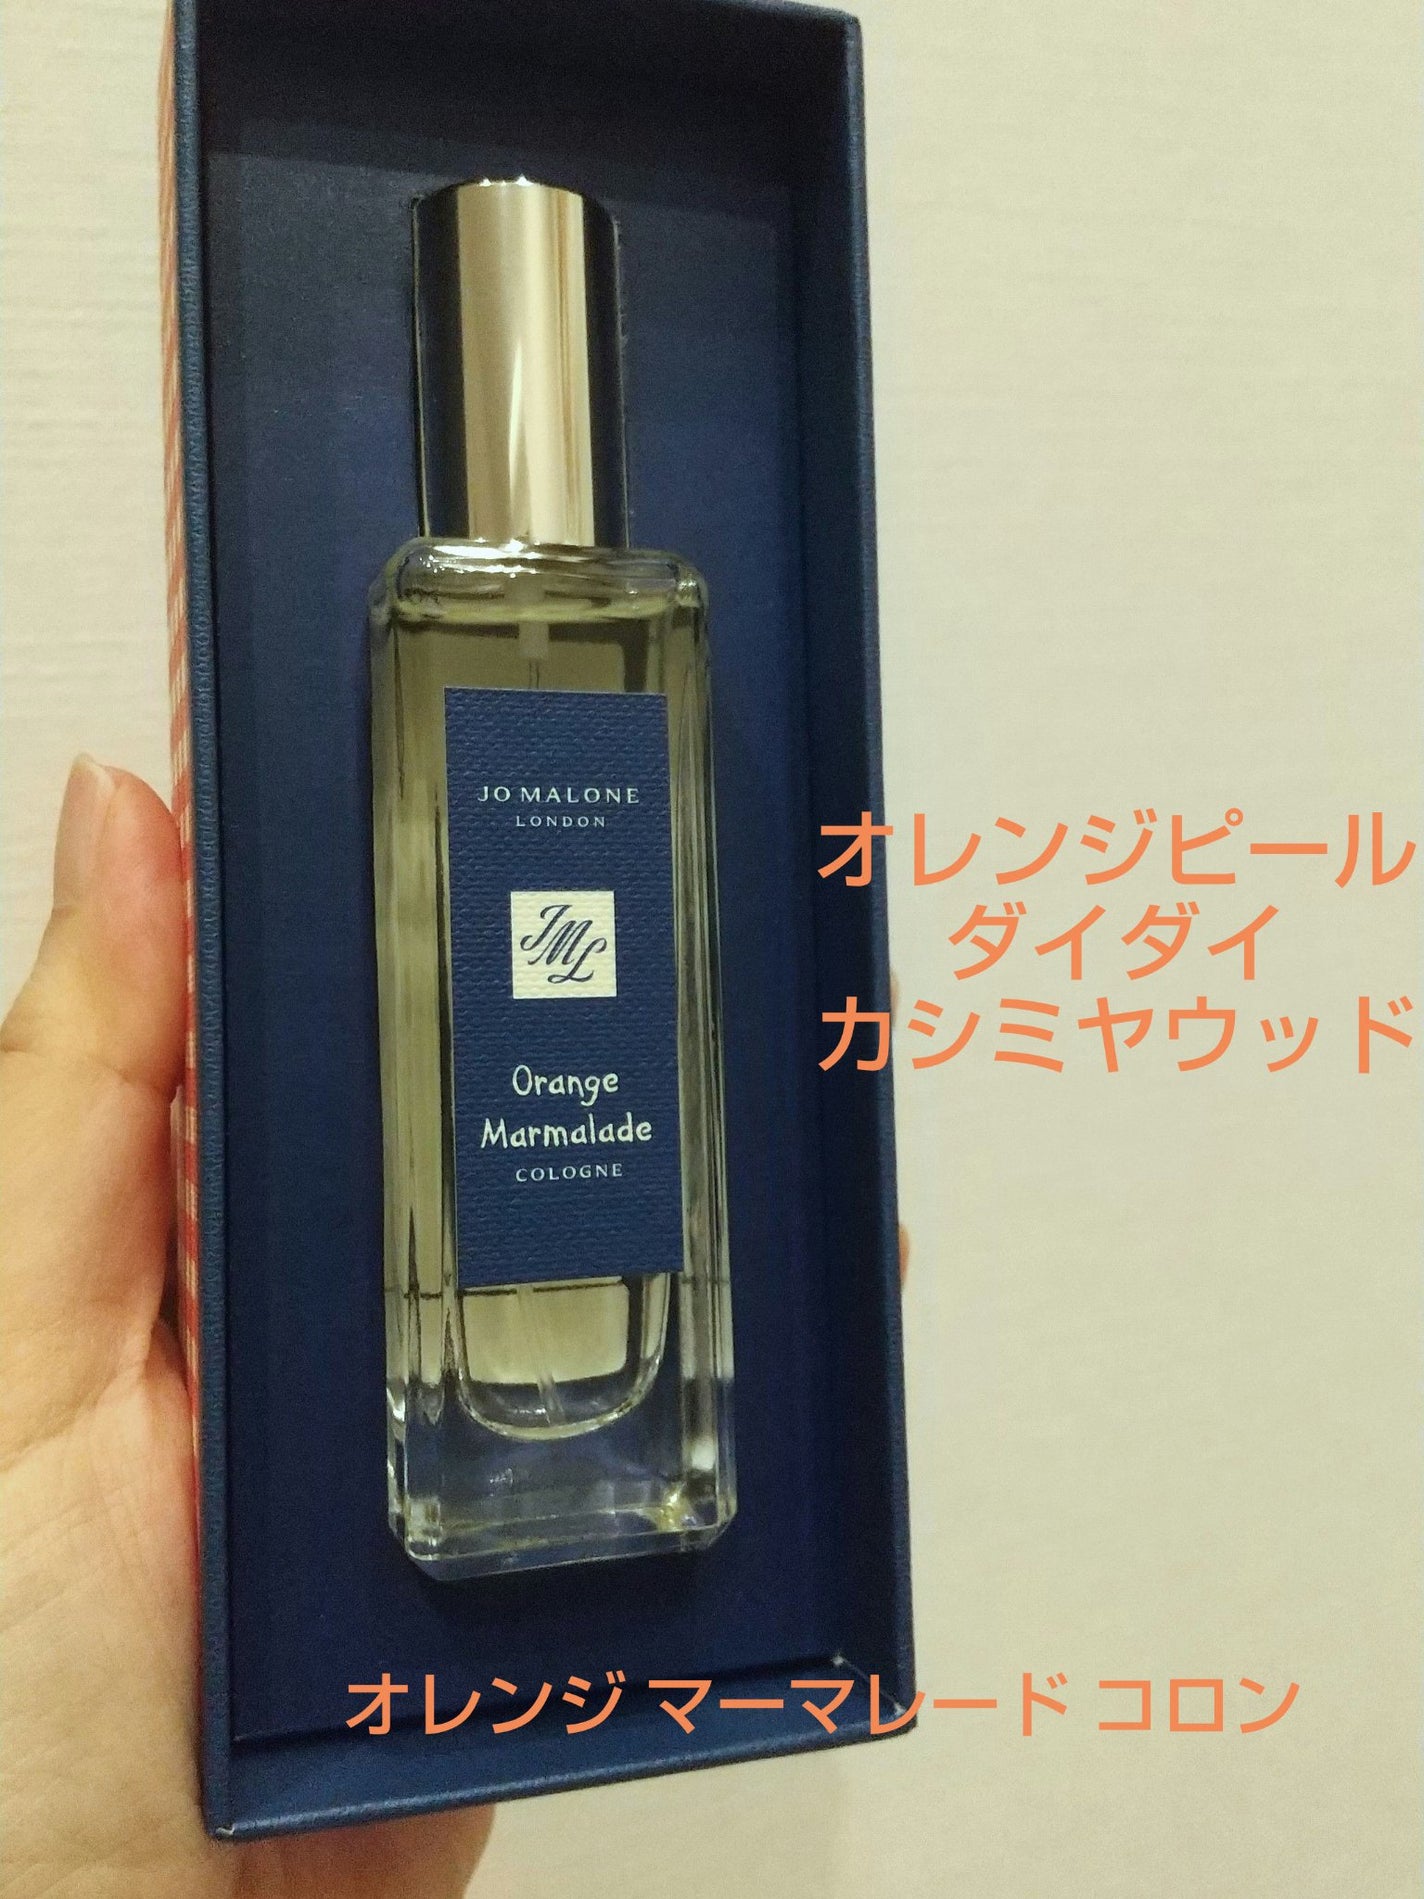 JO MALONE
LONDON
JML
Orange
Marmalade
COLOGNE
オレンジピール
ダイダイ
カシミヤウッド
オレンジ マーマレード コロン